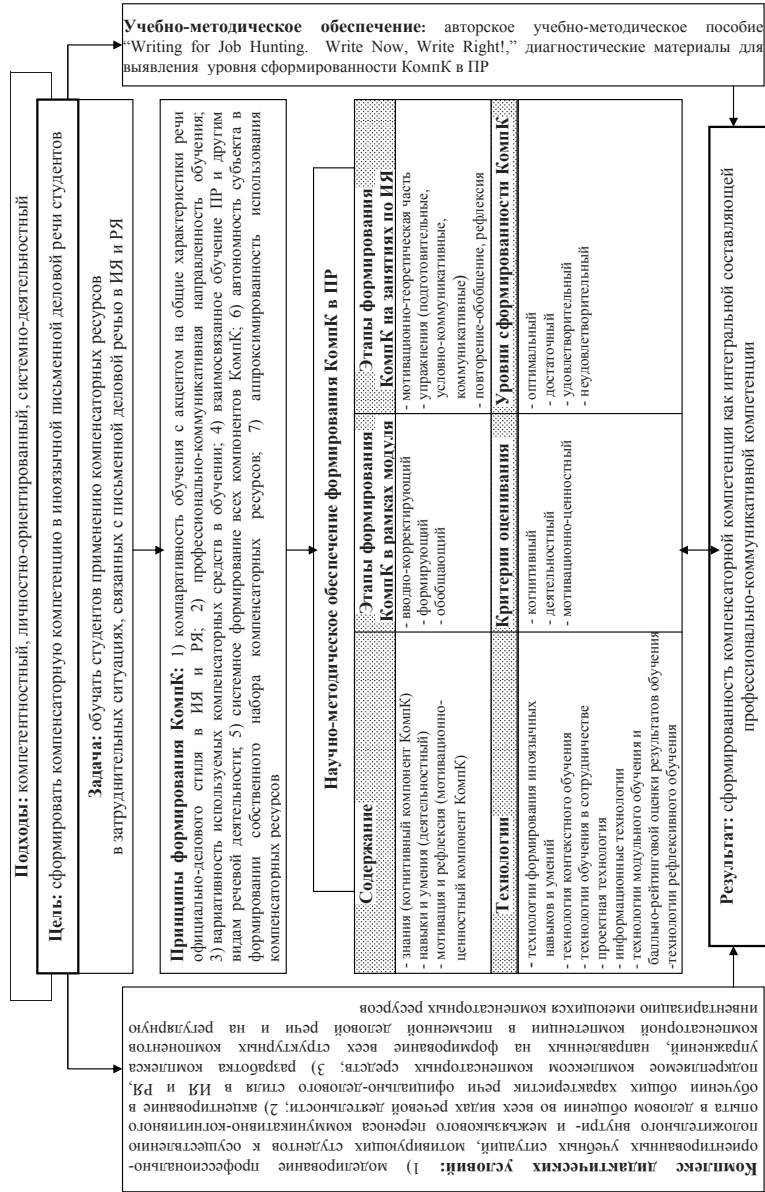 Подходы: компетентностный, личностно-ориентированный, системно-деятельностный
Цель: сформировать компенсаторную компетенцию в иноязычной письменной деловой речи студентов
Задача: обучать студентов применению компенсаторных ресурсов
в затруднительных ситуациях, связанных с письменной деловой речью в ИЯ и РЯ
Принципы формирования КомпК: 1) компаративность обучения с акцентом на общие характеристики речи
официально-делового стиля в ИЯ и РЯ; 2) профессионально-коммуникативная направленность обучения;
3) вариативность используемых компенсаторных средств в обучении; 4) взаимосвязанное обучение ПР и другим
видам речевой деятельности; 5) системное формирование всех компонентов КомпК; 6) автономность субъекта в
формировании собственного набора компенсаторных ресурсов; 7) аппроксимированность использования
компенсаторных ресурсов
Научно-методическое обеспечение формирования КомпК в ПР
Содержание
- знания (когнитивный компонент КомпК)
- навыки и умения (деятельностный)
- мотивация и рефлексия (мотивационно-
ценностный компонент КомпК)
Этапы формирования
КомпК в рамках модуля
- вводно-корректирующий
- формирующий
- обобщающий
Этапы формирования
КомпК на занятиях по ИЯ
- мотивационно-теоретическая часть
- упражнения (подготовительные,
условно-коммуникативные,
коммуникативные)
- повторение-обобщение, рефлексия
Технологии
- технологии формирования иноязычных
навыков и умений
- технология контекстного обучения
- технологии обучения в сотрудничестве
- проектная технология
- информационные технологии
- технологии модульного обучения и
балльно-рейтинговой оценки результатов обучения
-технологии рефлексивного обучения
Критерии оценивания
- когнитивный
- деятельностный
- мотивационно-ценностный
Уровни сформированности КомпК
- оптимальный
- достаточный
- удовлетворительный
- неудовлетворительный
Результат: сформированность компенсаторной компетенции как интегральной составляющей
профессионально-коммуникативной компетенции
Комплекс дидактических условий: 1) моделирование профессионально-
ориентированных учебных ситуаций, мотивирующих студентов к осуществлению
положительного внутри- и межъязыкового переноса коммуникативно-когнитивного
опыта в деловом общении во всех видах речевой деятельности; 2) акцентирование в
обучении общих характеристик речи официально-делового стиля в ИЯ и РЯ,
подкрепляемое комплексом компенсаторных средств; 3) разработка комплекса
упражнений, направленных на формирование всех структурных компонентов
компенсаторной компетенции в письменной деловой речи и на регулярную
инвентаризацию имеющихся компенсаторных ресурсов
Учебно-методическое обеспечение: авторское учебно-методическое пособие
“Writing for Job Hunting. Write Now, Write Right!,” диагностические материалы для
выявления уровня сформированности КомпК в ПР